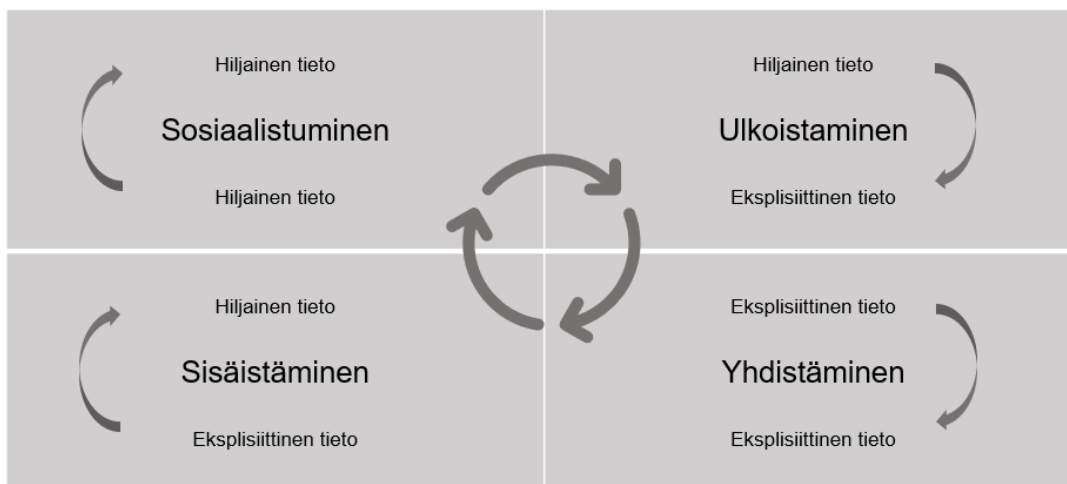 Hiljainen tieto
Sosiaalistuminen
Hiljainen tieto
Hiljainen tieto
Ulkoistaminen
Eksplisiittinen tieto
Hiljainen tieto
Sisäistäminen
Eksplisiittinen tieto
Eksplisiittinen tieto
Yhdistäminen
Eksplisiittinen tieto